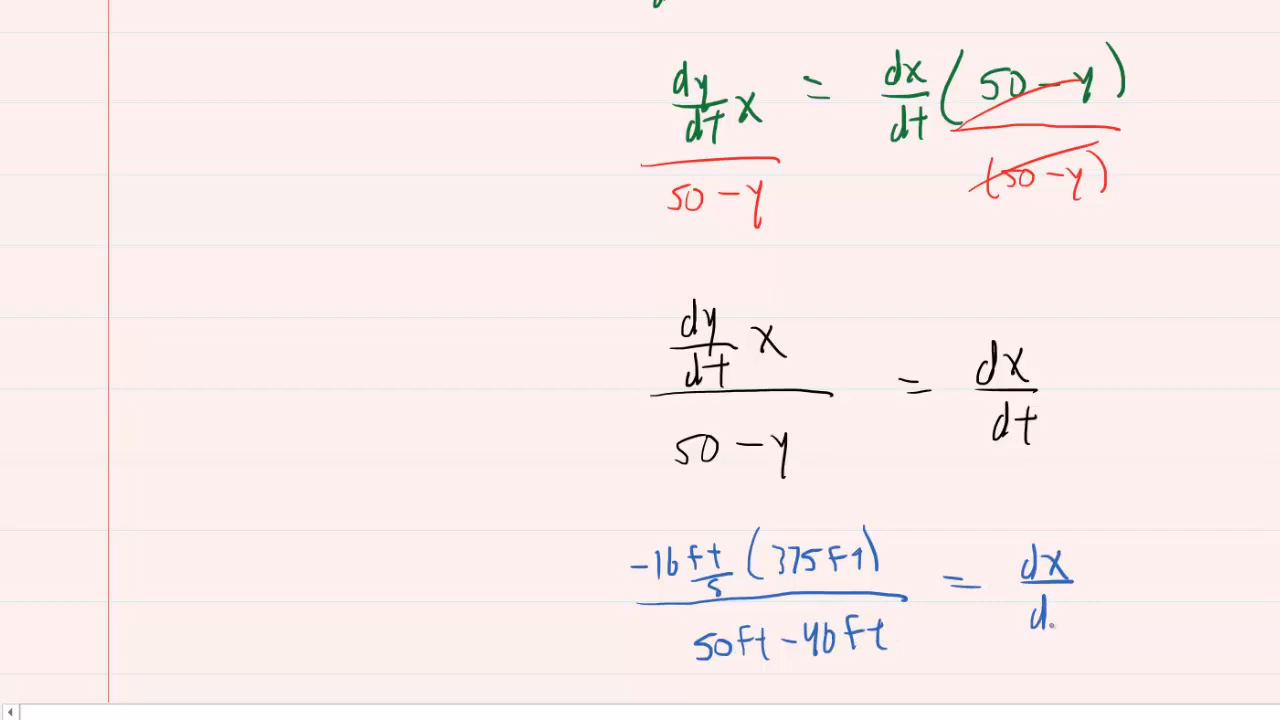 dy/dt x = dx/dt (50 - y)
50 - y (50 - y)
dy/dt x = dx/dt
50 - y
-16 ft/s (375 ft) = dx/d
50 ft - 46 ft